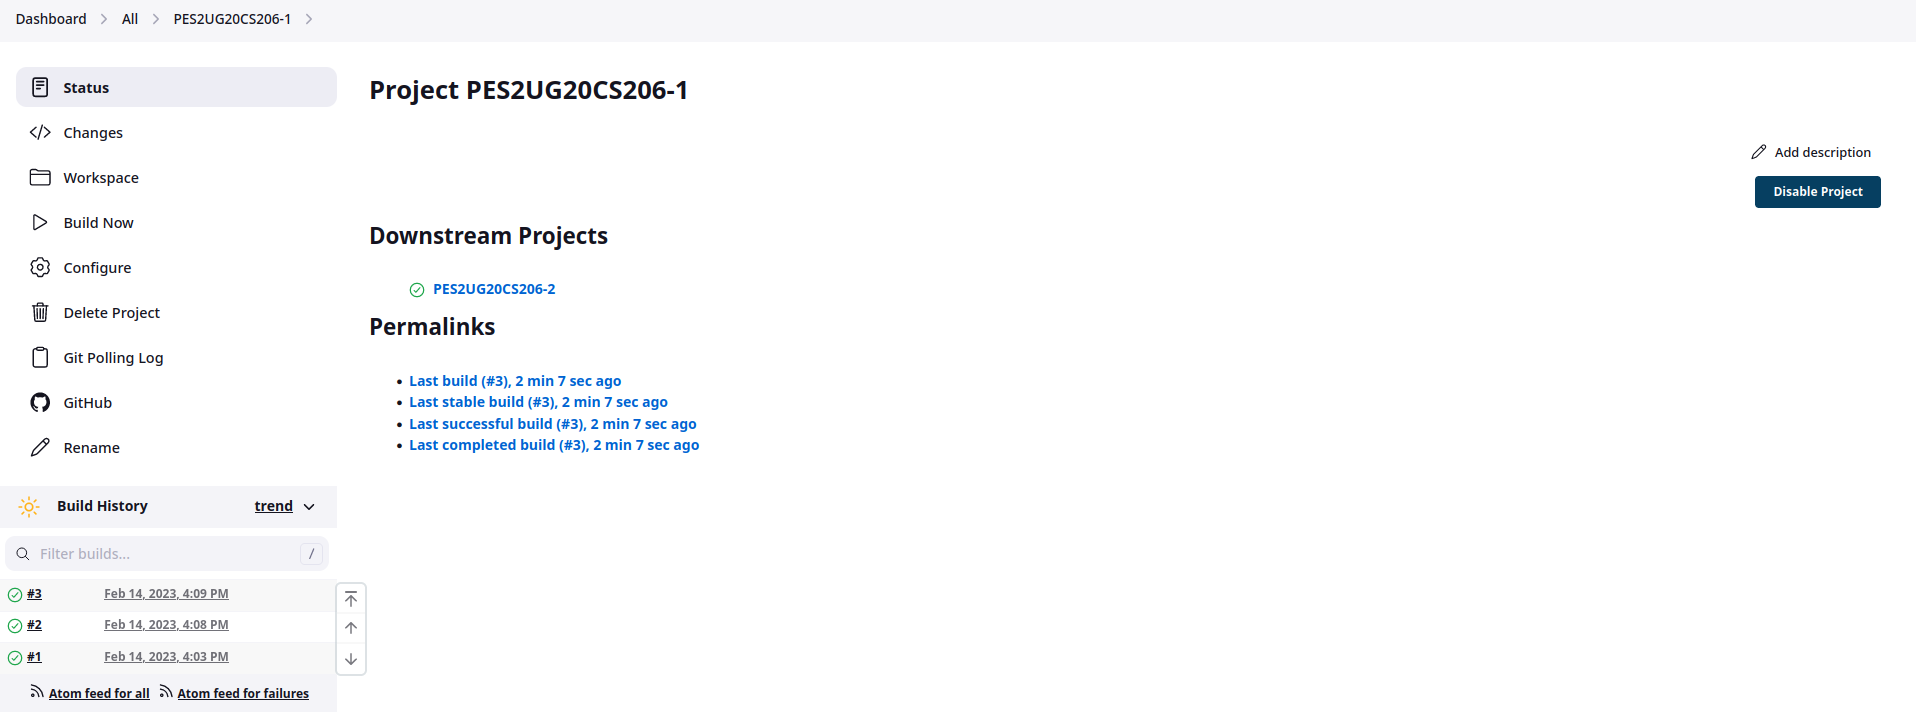 Dashboard All PES2UG20CS206-1
Status
Changes
Workspace
Build Now
Configure
Delete Project
Git Polling Log
GitHub
Rename
Build History trend
Filter builds... /
#3 Feb 14, 2023, 4:09 PM
#2 Feb 14, 2023, 4:08 PM
#1 Feb 14, 2023, 4:03 PM
Atom feed for all Atom feed for failures
Project PES2UG20CS206-1
Add description
Disable Project
Downstream Projects
PES2UG20CS206-2
Permalinks
Last build (#3), 2 min 7 sec ago
Last stable build (#3), 2 min 7 sec ago
Last successful build (#3), 2 min 7 sec ago
Last completed build (#3), 2 min 7 sec ago